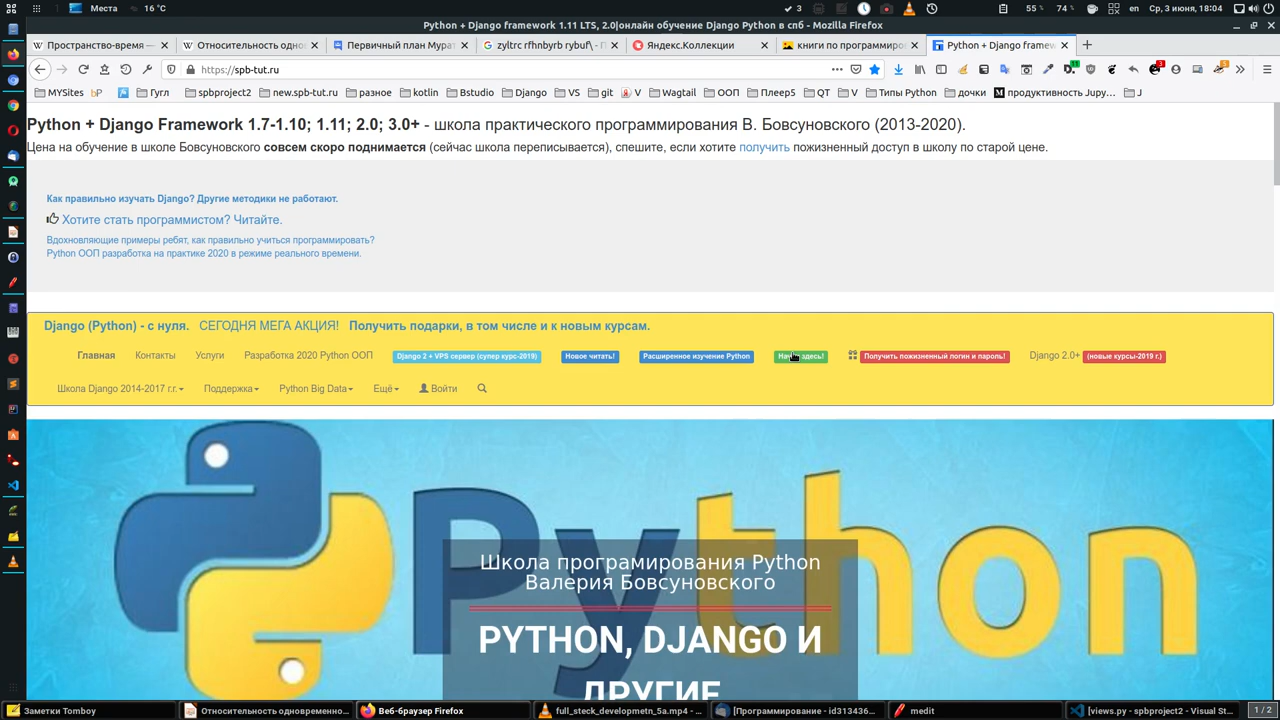 Места
16 °C
3
55 %
74 %
en
Ср, 3 июня, 18:04
Python + Django framework 1.11 LTS, 2.0|онлайн обучение Django Python в спб - Mozilla Firefox
Пространство-время —
Относительность одно
Первичный план Мура
zyltrc rfhnbyrb rybuf\ - П
Яндекс.Коллекции
книги по программиро
Python + Django framew
https://spb-tut.ru
MYSites
Гугл
spbproject2
new.spb-tut.ru
разное
kotlin
Bstudio
Django
VS
git
V
Wagtail
ООП
Плеер5
QT
V
Типы Python
дочки
продуктивность Jupy…
J
Python + Django Framework 1.7-1.10; 1.11; 2.0; 3.0+ - школа практического программирования В. Бовсуновского (2013-2020).
Цена на обучение в школе Бовсуновского совсем скоро поднимается (сейчас школа переписывается), спешите, если хотите получить пожизненный доступ в школу по старой цене.
Как правильно изучать Django? Другие методики не работают.
Хотите стать программистом? Читайте.
Вдохновляющие примеры ребят, как правильно учиться программировать?
Python ООП разработка на практике 2020 в режиме реального времени.
Django (Python) - с нуля. СЕГОДНЯ МЕГА АКЦИЯ! Получить подарки, в том числе и к новым курсам.
Главная Контакты Услуги Разработка 2020 Python ООП Django 2 + VPS сервер (супер курс-2019) Новое читать! Расширенное изучение Python здесь! Получить пожизненный логин и пароль! Django 2.0+ (новые курсы-2019 г.)
Школа Django 2014-2017 г.г. Поддержка Python Big Data Ещё Войти
Python
Школа програмирования Python
Валерия Бовсуновского
PYTHON, DJANGO И
ДРУГИЕ
Заметки Tomboy
Относительность одновременно...
Веб-браузер Firefox
full_steck_developmetn_5a.mp4 - ...
[Программирование - id313436...
medit
[views.py - spbproject2 - Visual St...
1 / 2